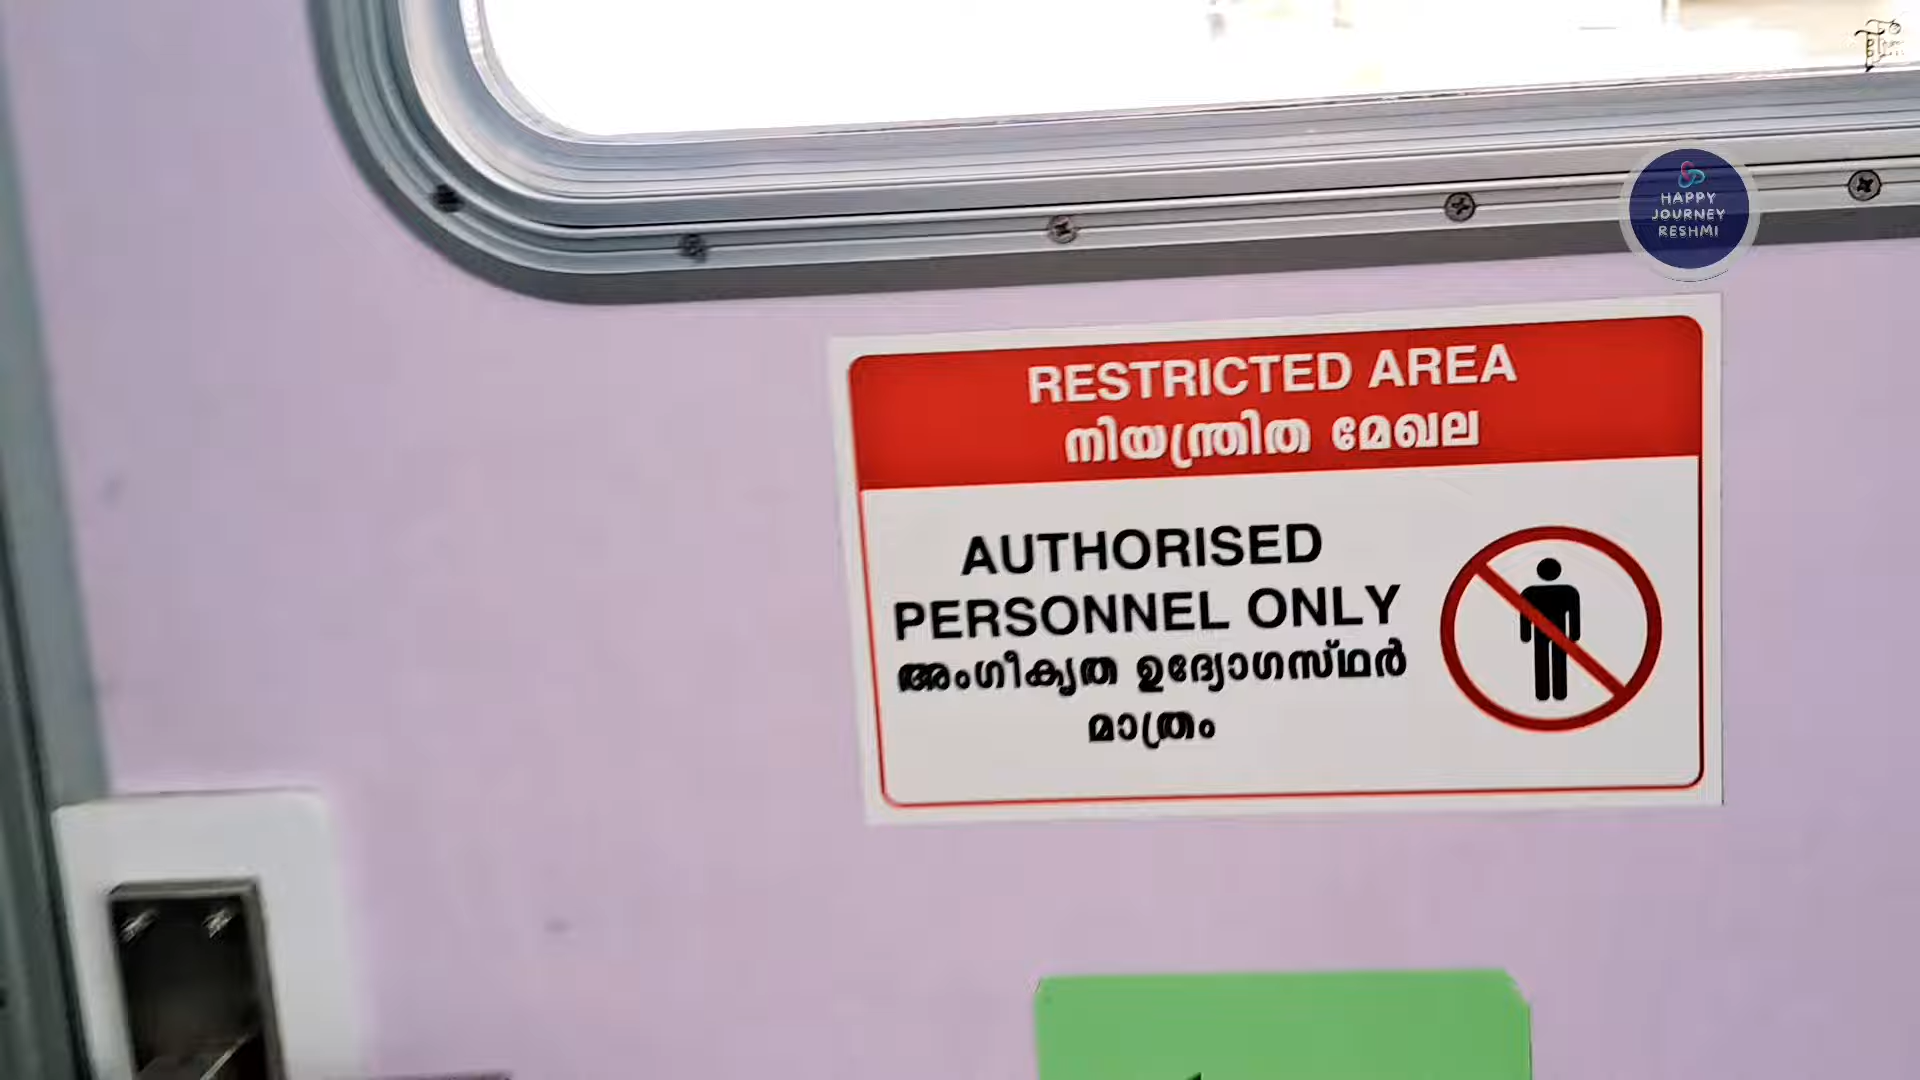 HAPPY
JOURNEY
RESHMI
RESTRICTED AREA
നിയന്ത്രിത മേഖല
AUTHORISED
PERSONNEL ONLY
അംഗീകൃത ഉദ്യോഗസ്ഥർ
മാത്രം